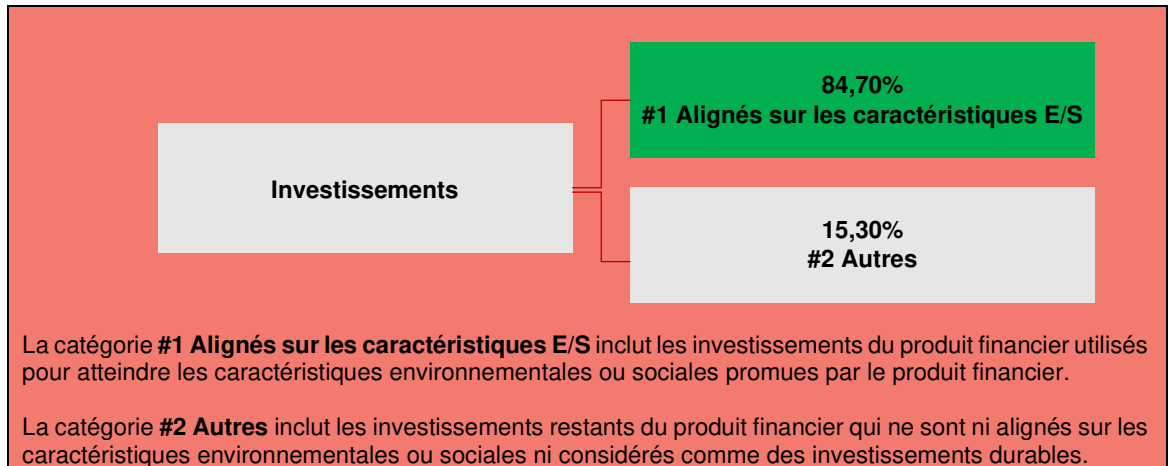 84,70%
#1 Alignés sur les caractéristiques E/S
Investissements
15,30%
#2 Autres
La catégorie #1 Alignés sur les caractéristiques E/S inclut les investissements du produit financier utilisés
pour atteindre les caractéristiques environnementales ou sociales promues par le produit financier.
La catégorie #2 Autres inclut les investissements restants du produit financier qui ne sont ni alignés sur les
caractéristiques environnementales ou sociales ni considérés comme des investissements durables.